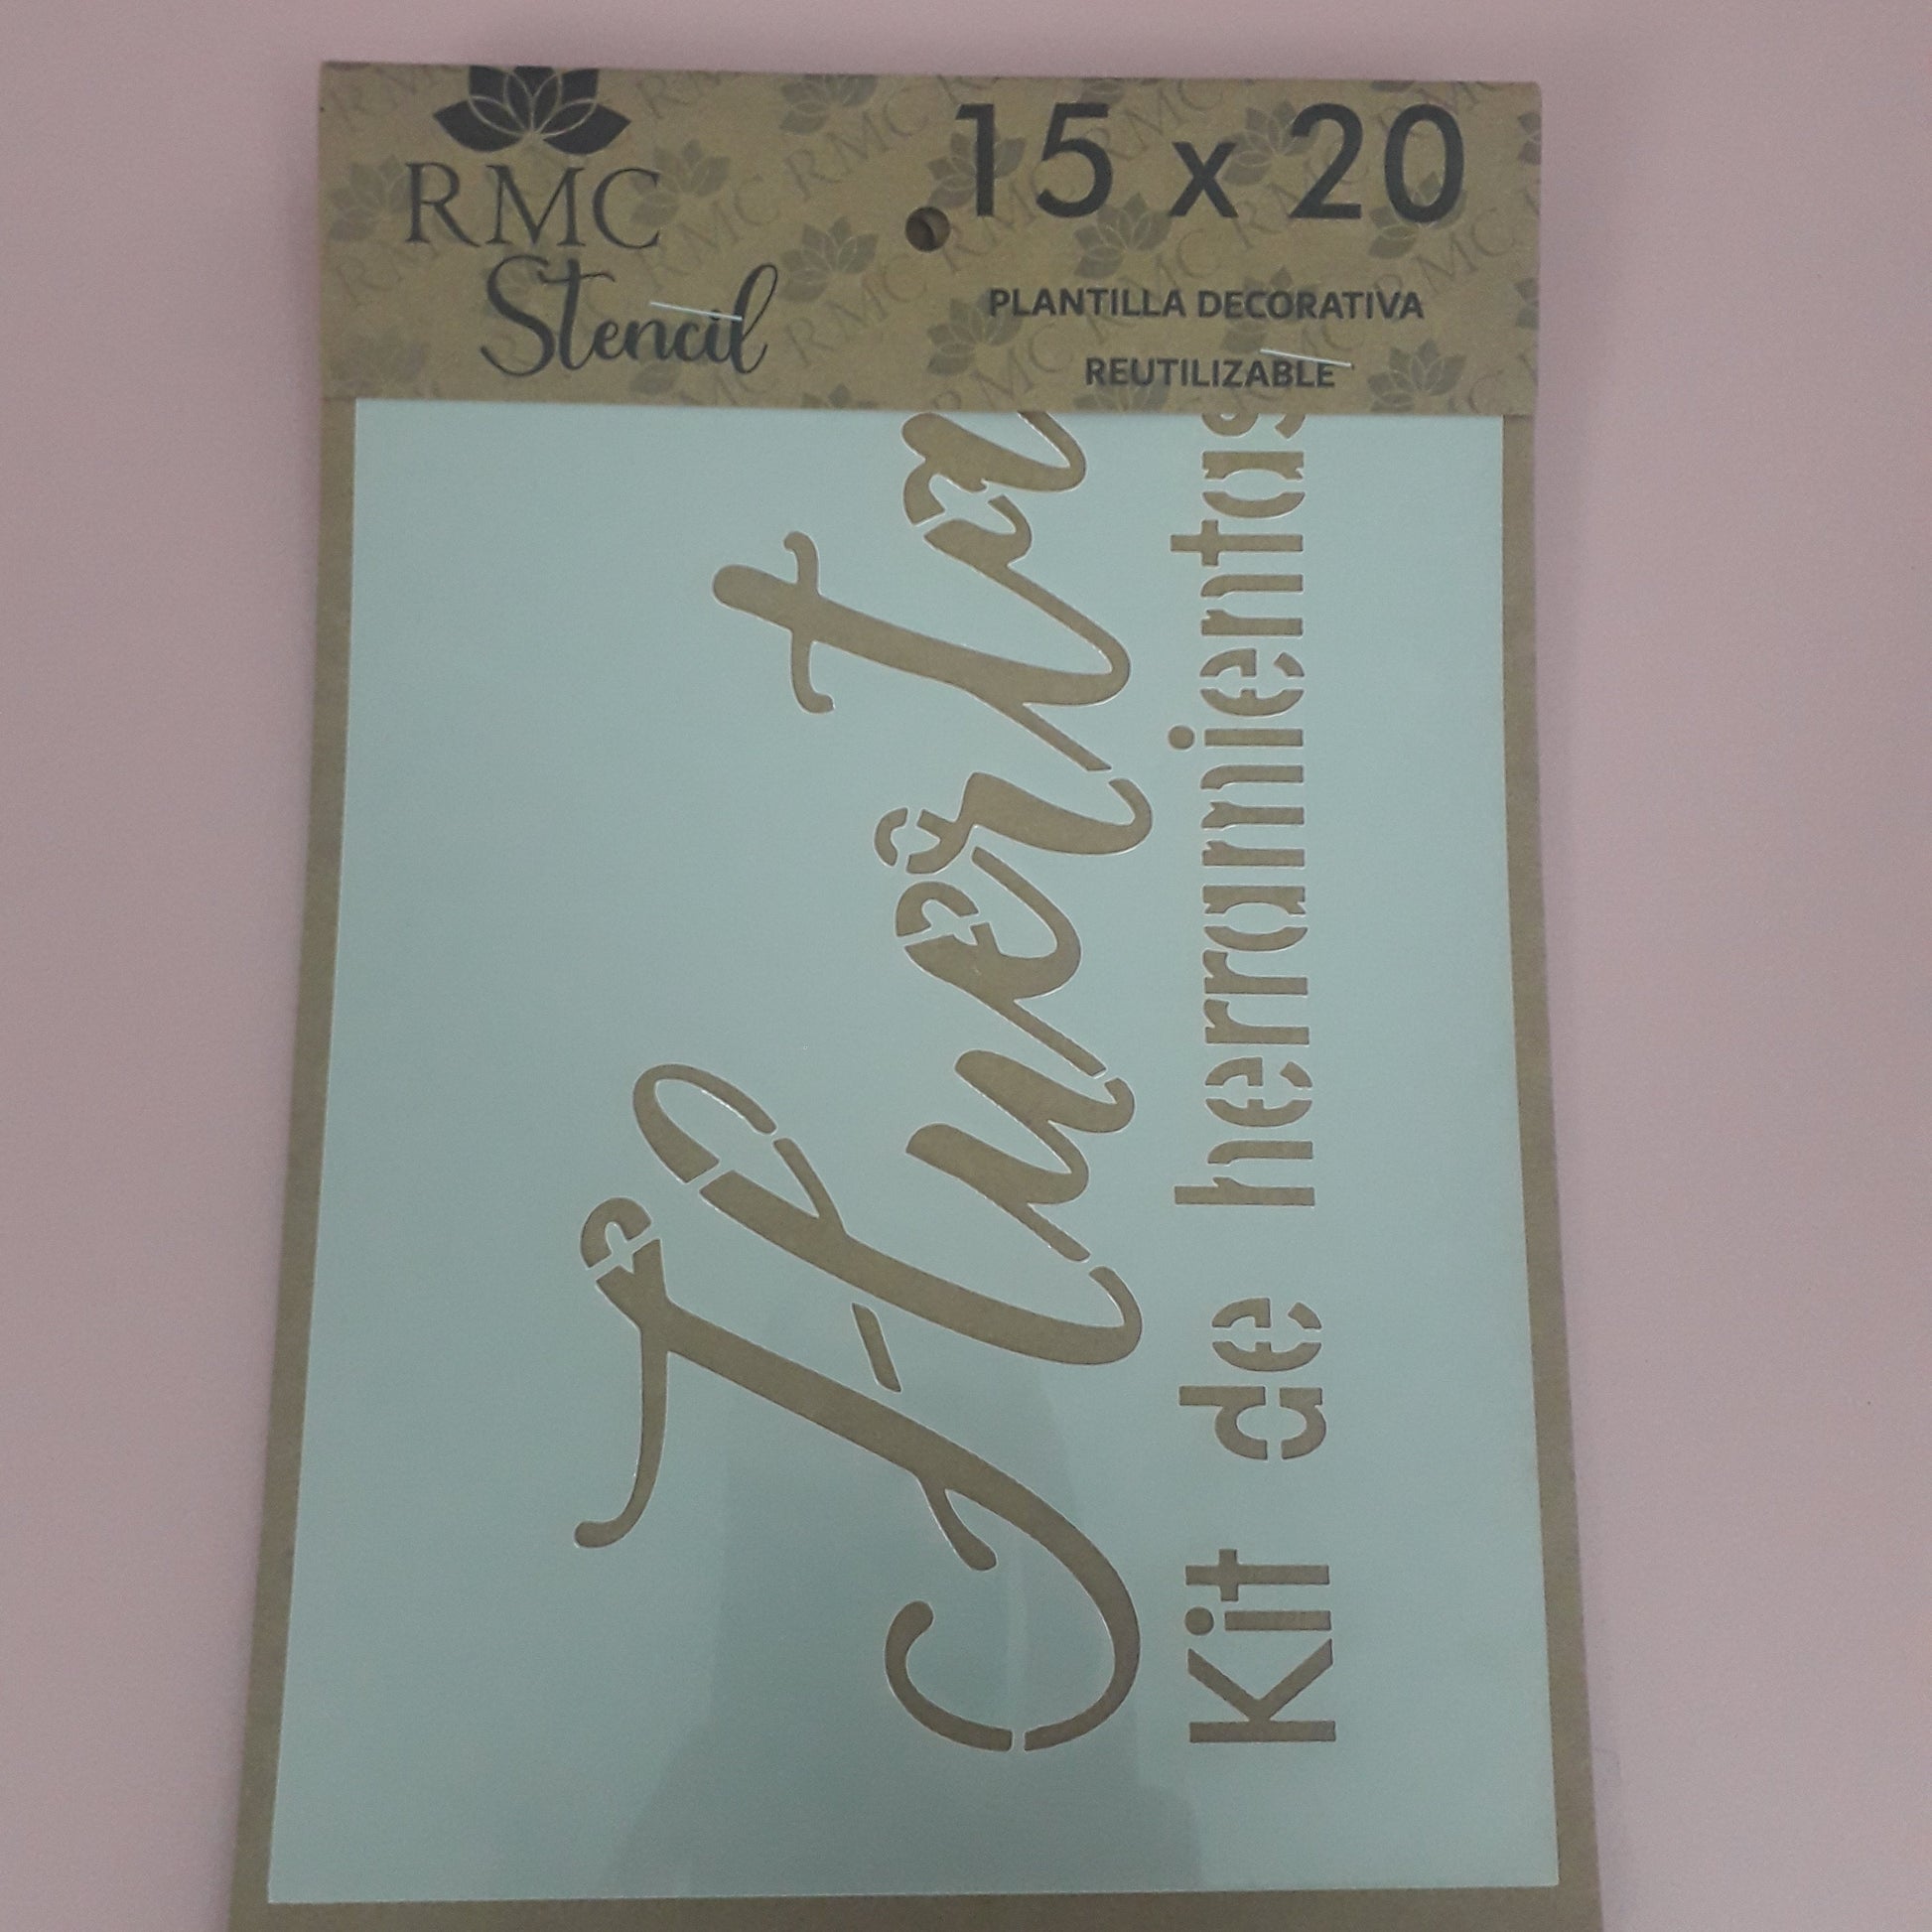 RMC
Stencil
15 x 20
PLANTILLA DECORATIVA
REUTILIZABLE
Huerta
Kit de herramientas